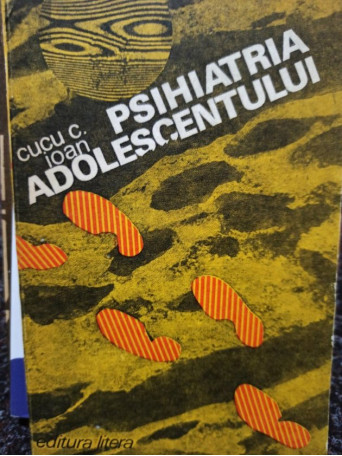 cucu c.
ioan
PSIHIATRIA
ADOLESCENTULUI
editura litera